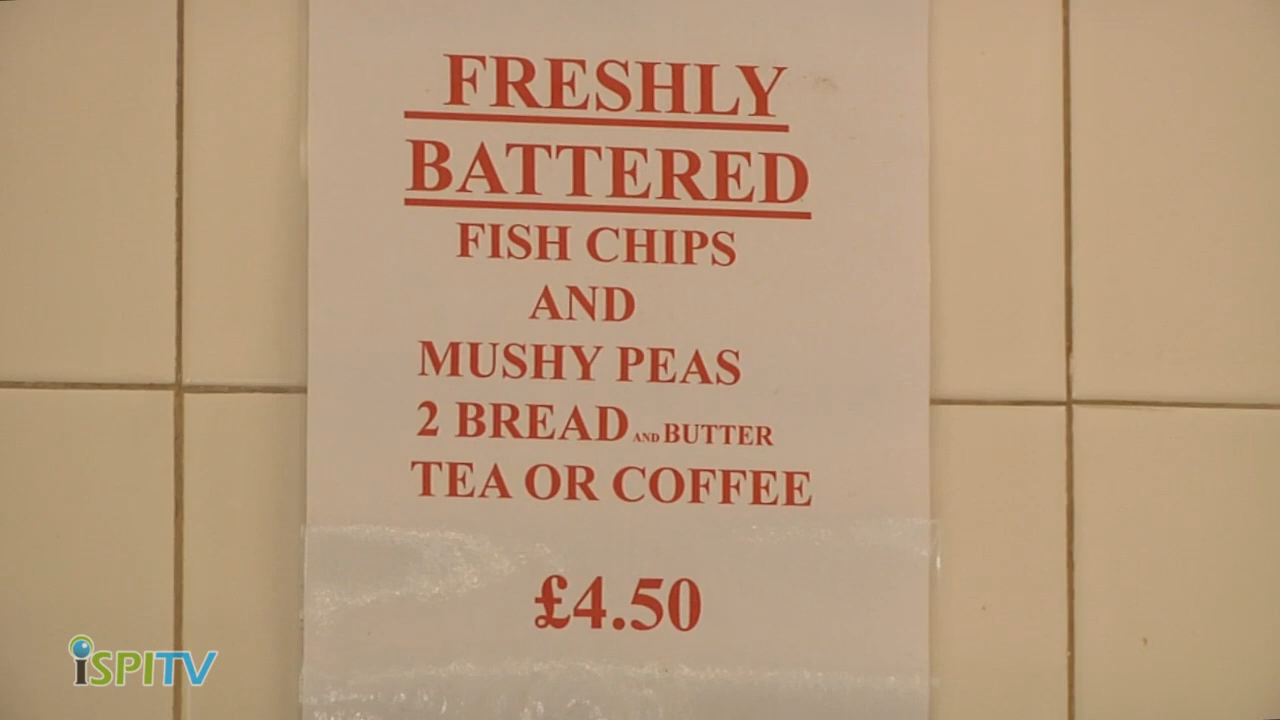 FRESHLY
BATTERED
FISH CHIPS
AND
MUSHY PEAS
2 BREAD AND BUTTER
TEA OR COFFEE
£4.50
iSPITV